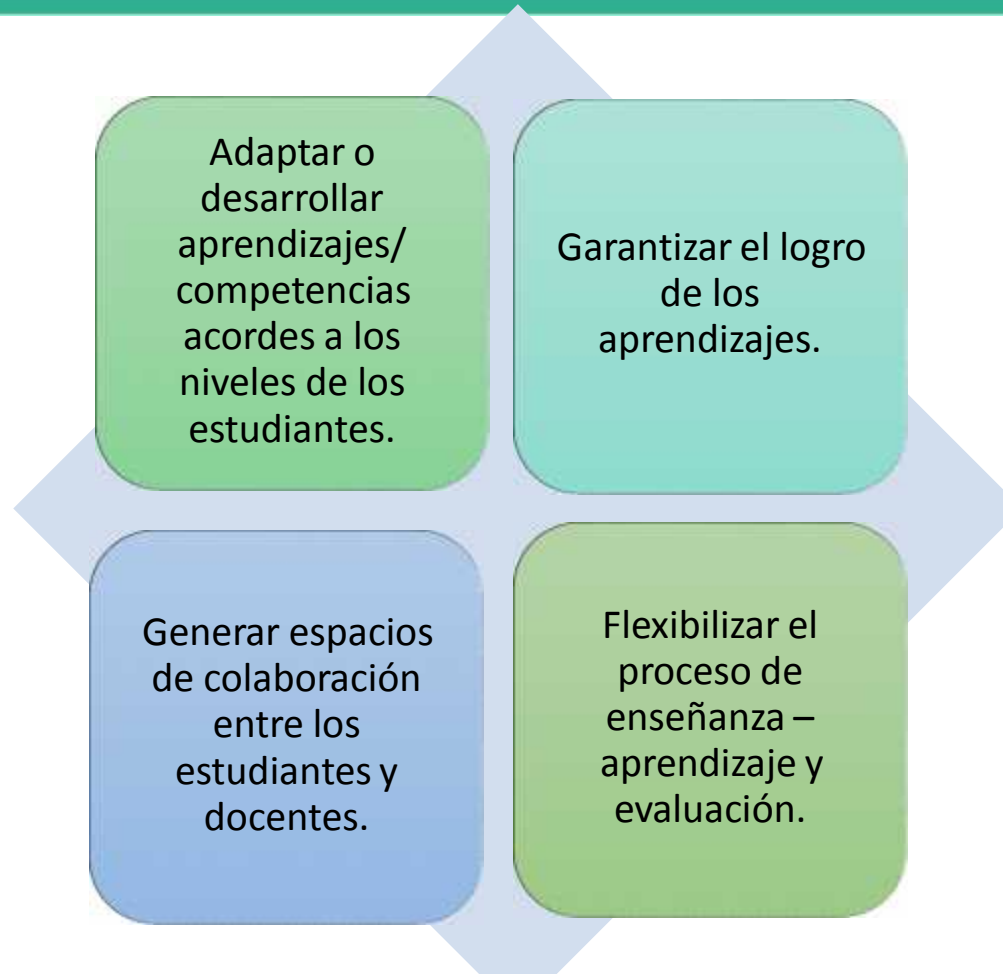 Adaptar o
desarrollar
aprendizajes/
competencias
acordes a los
niveles de los
estudiantes.
Garantizar el logro
de los
aprendizajes.
Generar espacios
de colaboración
entre los
estudiantes y
docentes.
Flexibilizar el
proceso de
enseñanza –
aprendizaje y
evaluación.